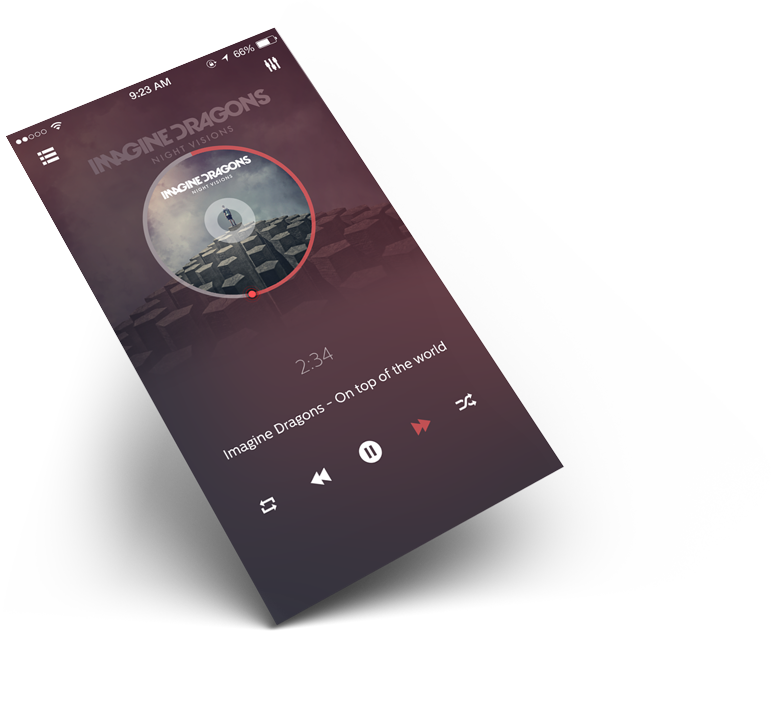 9:23 AM
66%
IMAGINE DRAGONS
NIGHT VISIONS
IMAGINE DRAGONS
NIGHT VISIONS
2:34
Imagine Dragons - On top of the world